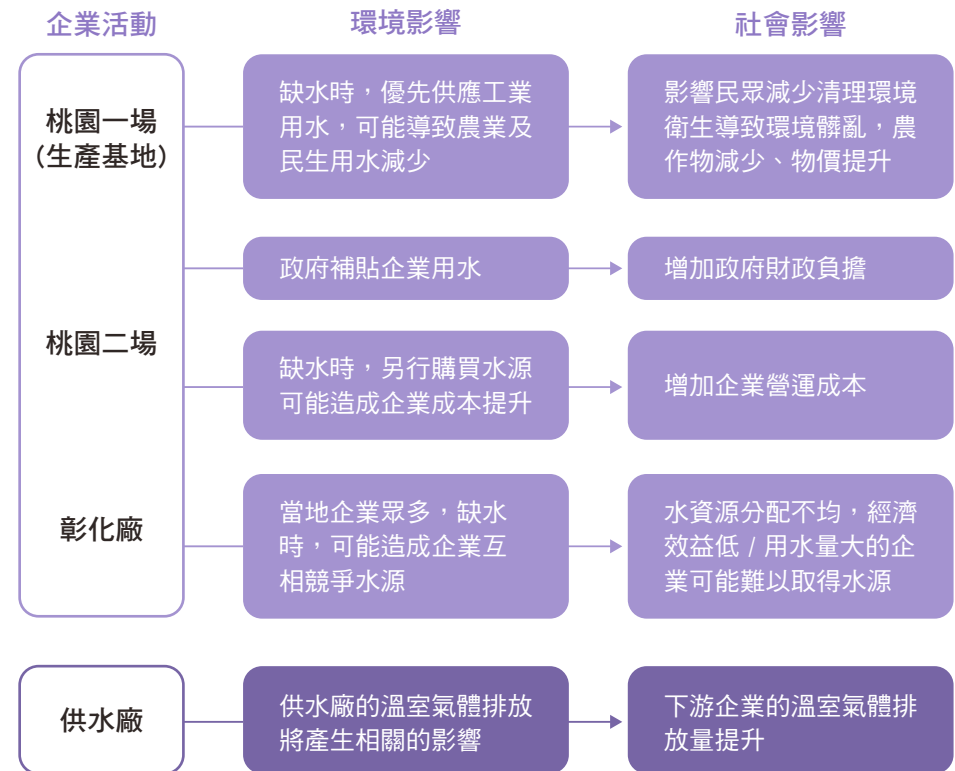 企業活動
環境影響
社會影響
桃園一場
(生產基地)
缺水時，優先供應工業
用水，可能導致農業及
民生用水減少
影響民眾減少清理環境
衛生導致環境髒亂，農
作物減少、物價提升
政府補貼企業用水
增加政府財政負擔
桃園二場
缺水時，另行購買水源
可能造成企業成本提升
增加企業營運成本
彰化廠
當地企業眾多，缺水
時，可能造成企業互
相競爭水源
水資源分配不均，經濟
效益低 / 用水量大的企
業可能難以取得水源
供水廠
供水廠的溫室氣體排放
將產生相關的影響
下游企業的溫室氣體排
放量提升